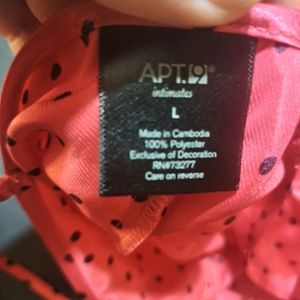 APT.9®
intimates
L
Made in Cambodia
100% Polyester
Exclusive of Decoration
RN#73277
Care on reverse